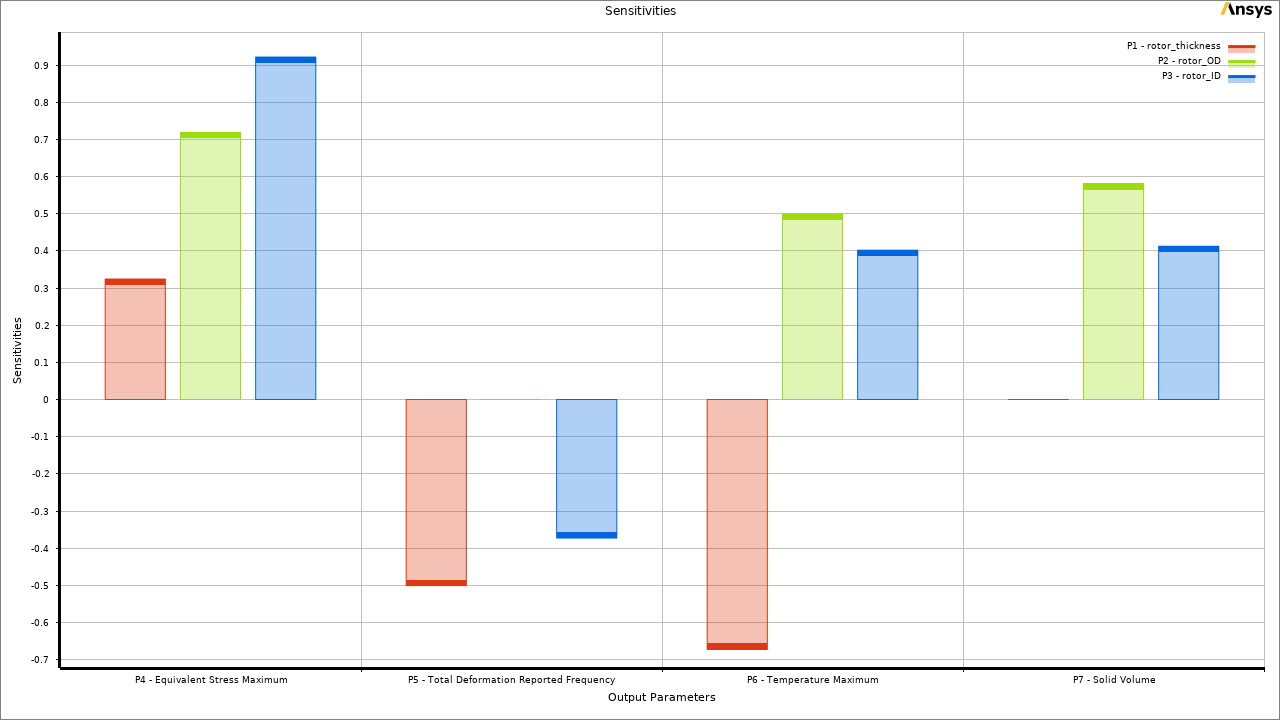 Sensitivities
Ansys
P1 - rotor_thickness
P2 - rotor_OD
P3 - rotor_ID
0.9
0.8
0.7
0.6
0.5
0.4
0.3
0.2
0.1
0
-0.1
-0.2
-0.3
-0.4
-0.5
-0.6
-0.7
Sensitivities
P4 - Equivalent Stress Maximum
P5 - Total Deformation Reported Frequency
P6 - Temperature Maximum
P7 - Solid Volume
Output Parameters